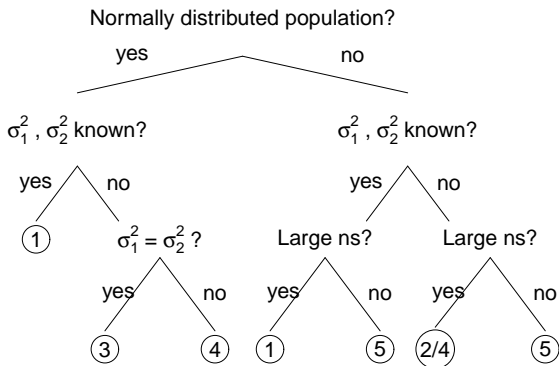 Normally distributed population?
yes no
σ₁² , σ₂² known? σ₁² , σ₂² known?
yes no yes no
1 σ₁² = σ₂² ? Large ns? Large ns?
yes no yes no yes no
3 4 1 5 2/4 5